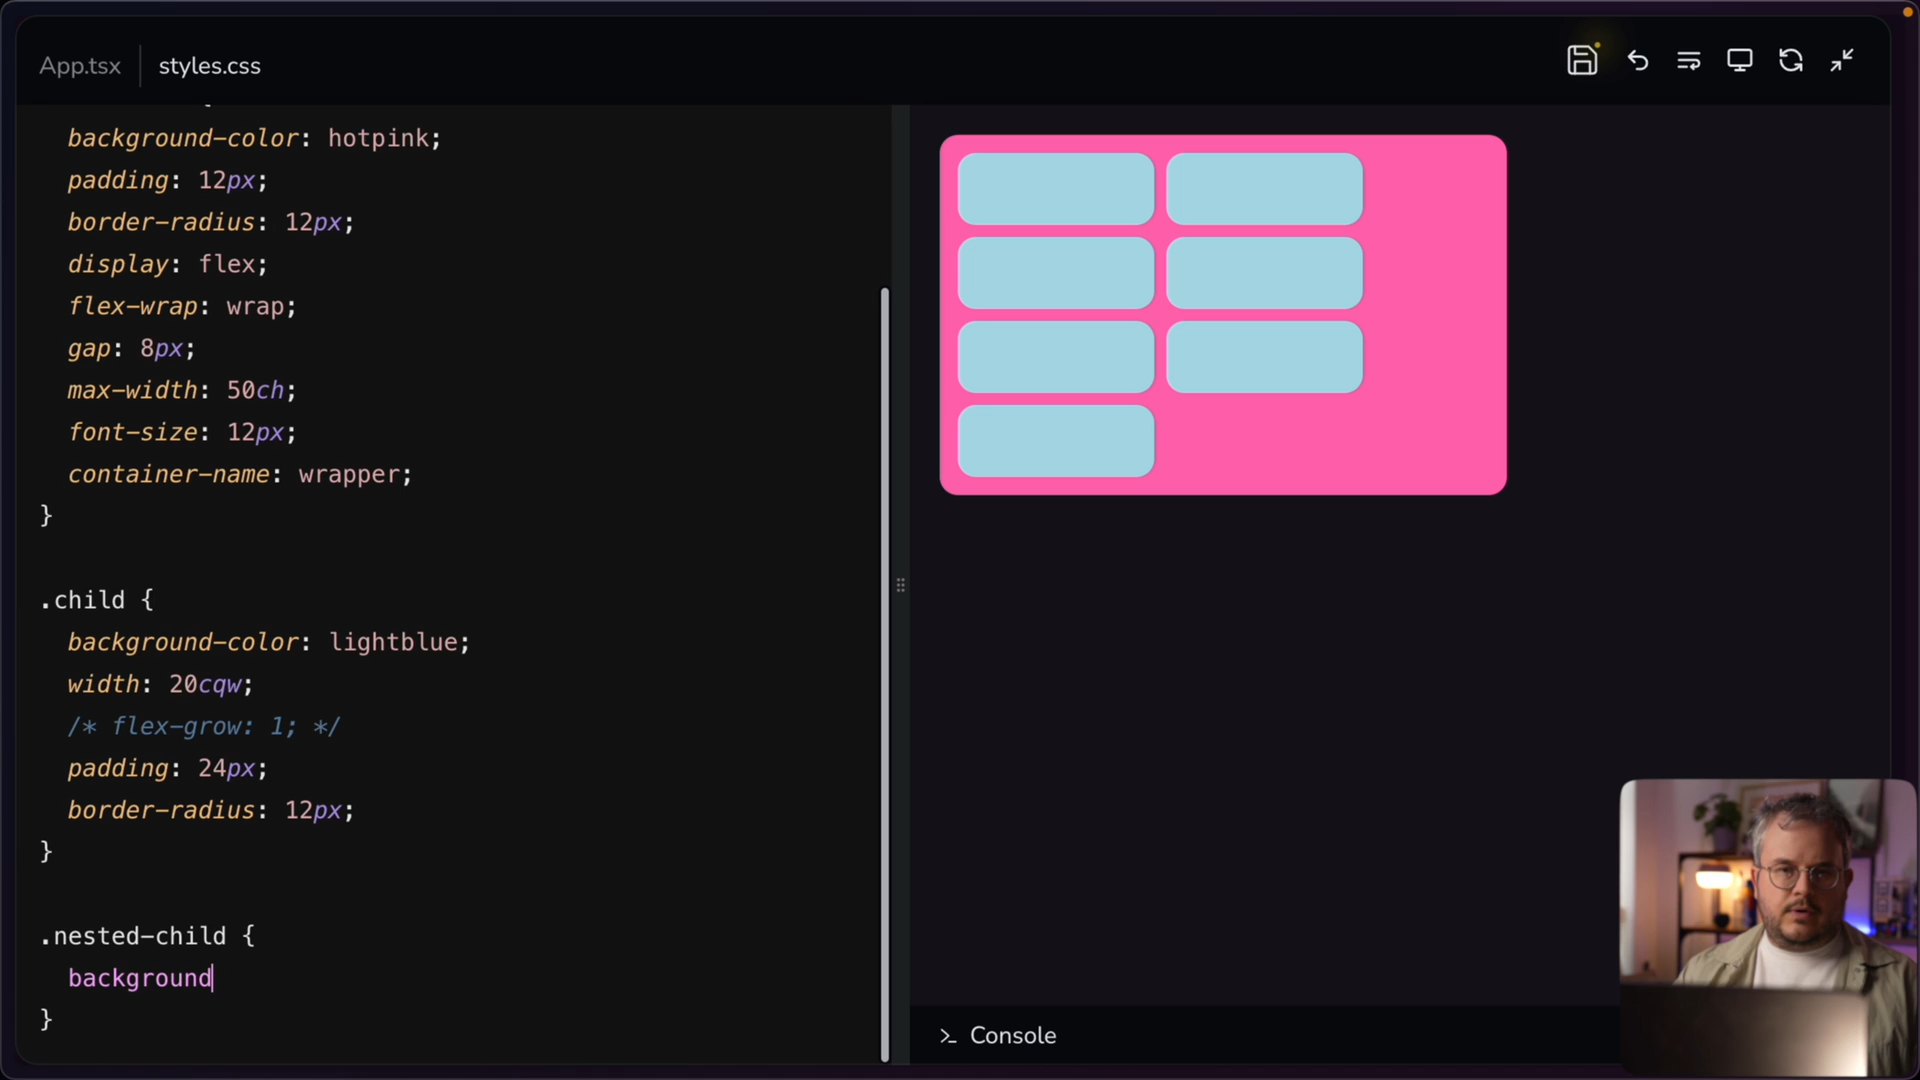 App.tsx
styles.css
{
background-color: hotpink;
padding: 12px;
border-radius: 12px;
display: flex;
flex-wrap: wrap;
gap: 8px;
max-width: 50ch;
font-size: 12px;
container-name: wrapper;
}
.child {
background-color: lightblue;
width: 20cqw;
/* flex-grow: 1; */
padding: 24px;
border-radius: 12px;
}
.nested-child {
background
}
>_ Console